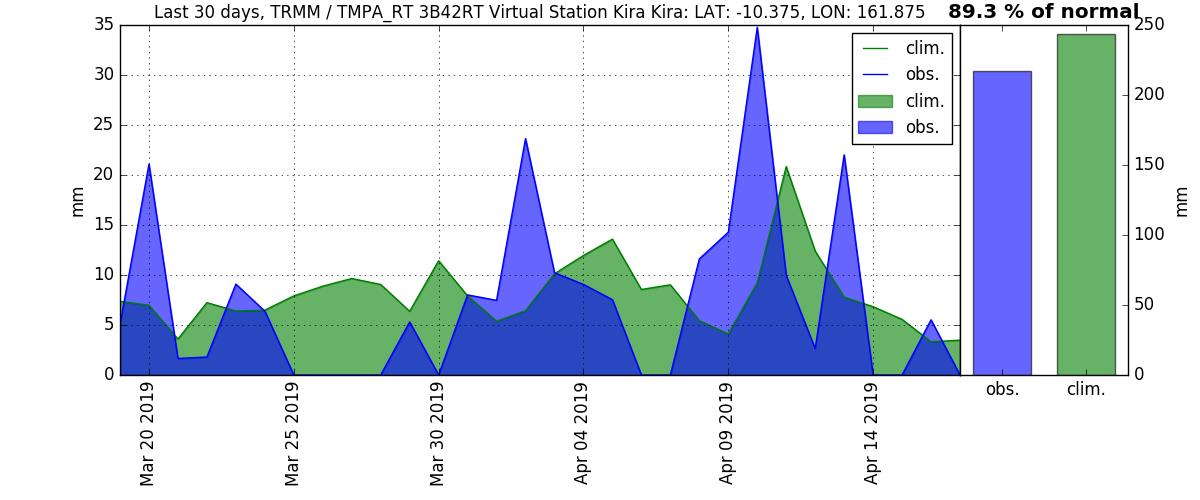 Last 30 days, TRMM / TMPA_RT 3B42RT Virtual Station Kira Kira: LAT: -10.375, LON: 161.875
89.3 % of normal
35
30
25
20
15
10
5
0
mm
clim.
obs.
clim.
obs.
250
200
150
100
50
0
mm
Mar 20 2019
Mar 25 2019
Mar 30 2019
Apr 04 2019
Apr 09 2019
Apr 14 2019
obs.
clim.